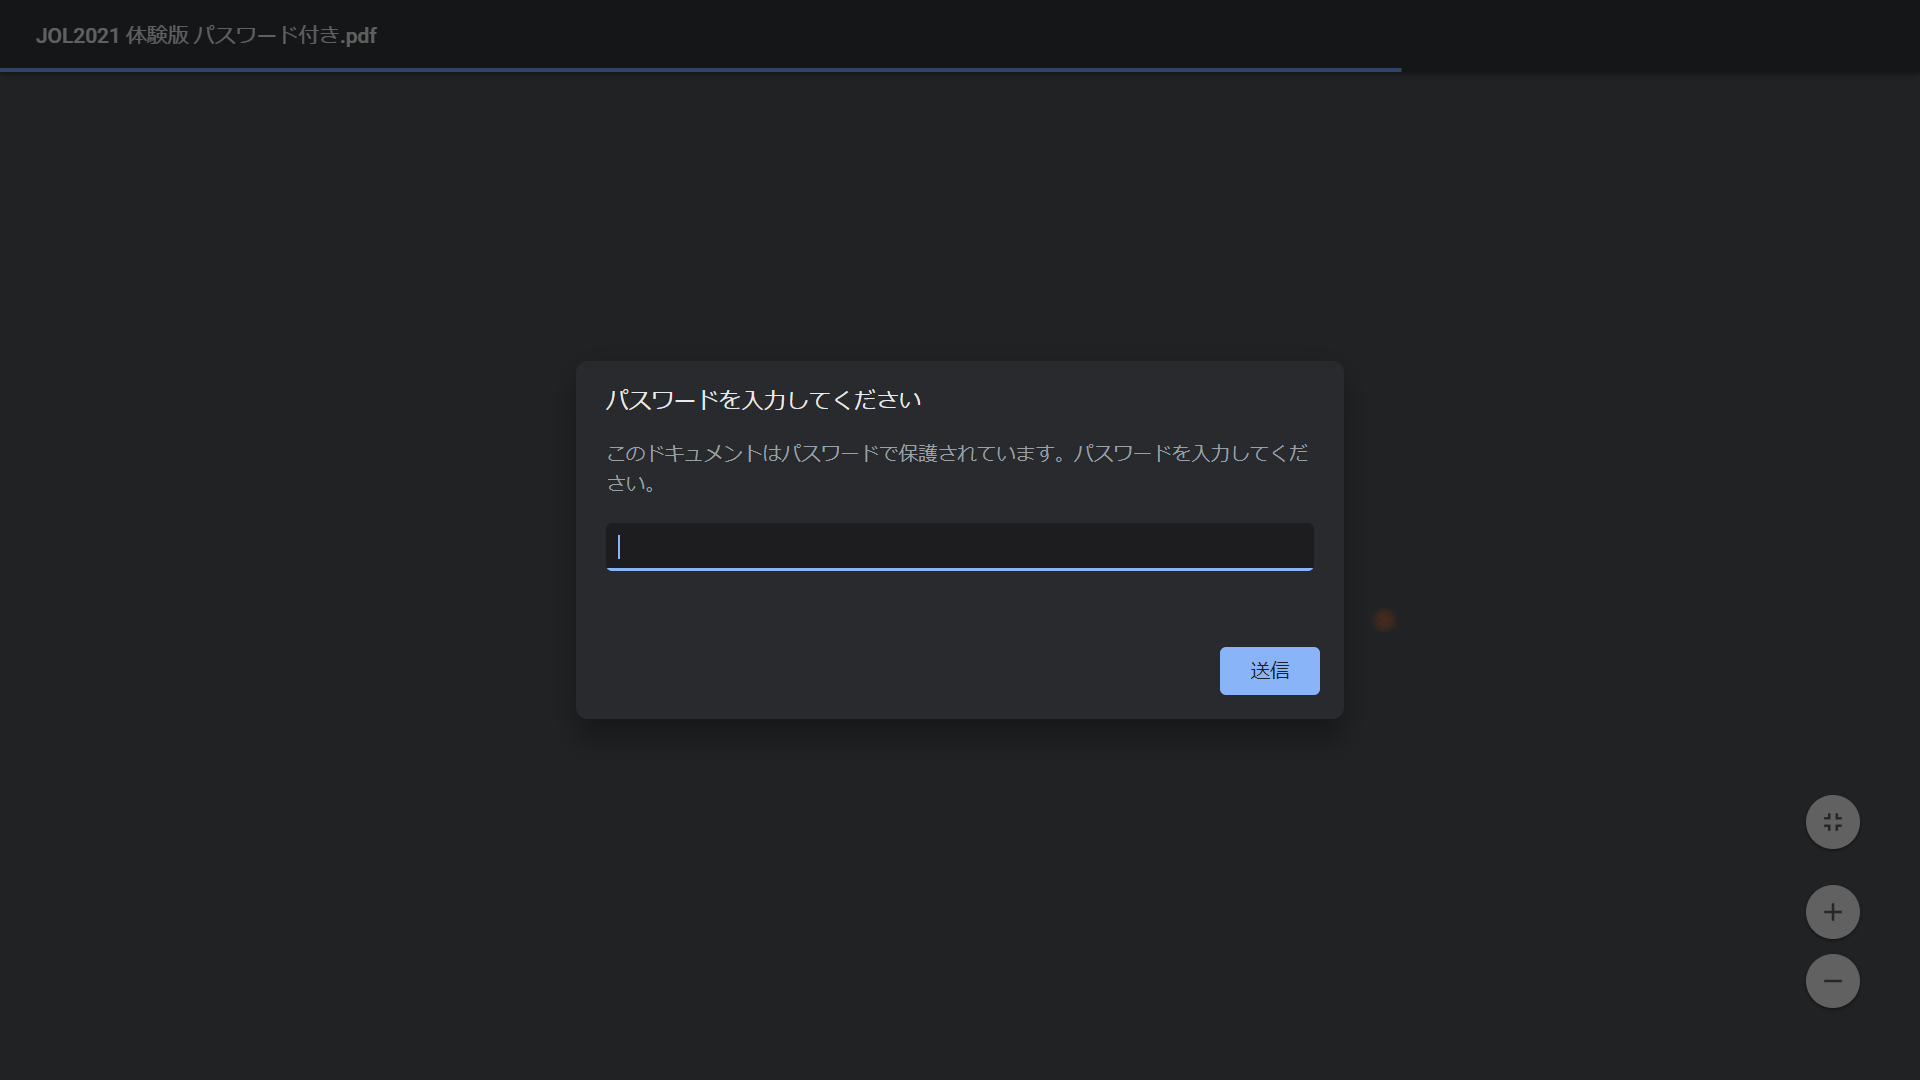 JOL2021 体験版 パスワード付き.pdf
パスワードを入力してください
このドキュメントはパスワードで保護されています。パスワードを入力してくだ
さい。
送信